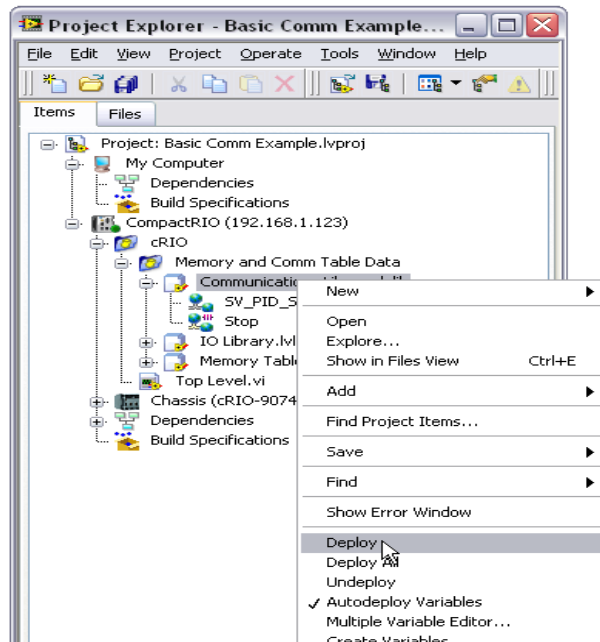 Project Explorer - Basic Comm Example...
File Edit View Project Operate Tools Window Help
Items Files
Project: Basic Comm Example.lvproj
My Computer
Dependencies
Build Specifications
CompactRIO (192.168.1.123)
cRIO
Memory and Comm Table Data
SV_PID_S
Stop
IO Library.lvl
Memory Tabl
Top Level.vi
Chassis (cRIO-9074
Dependencies
Build Specifications
New
Open
Explore...
Show in Files View Ctrl+E
Add
Find Project Items...
Save
Find
Show Error Window
Deploy
Deploy All
Undeploy
Autodeploy Variables
Multiple Variable Editor...
Create Variables